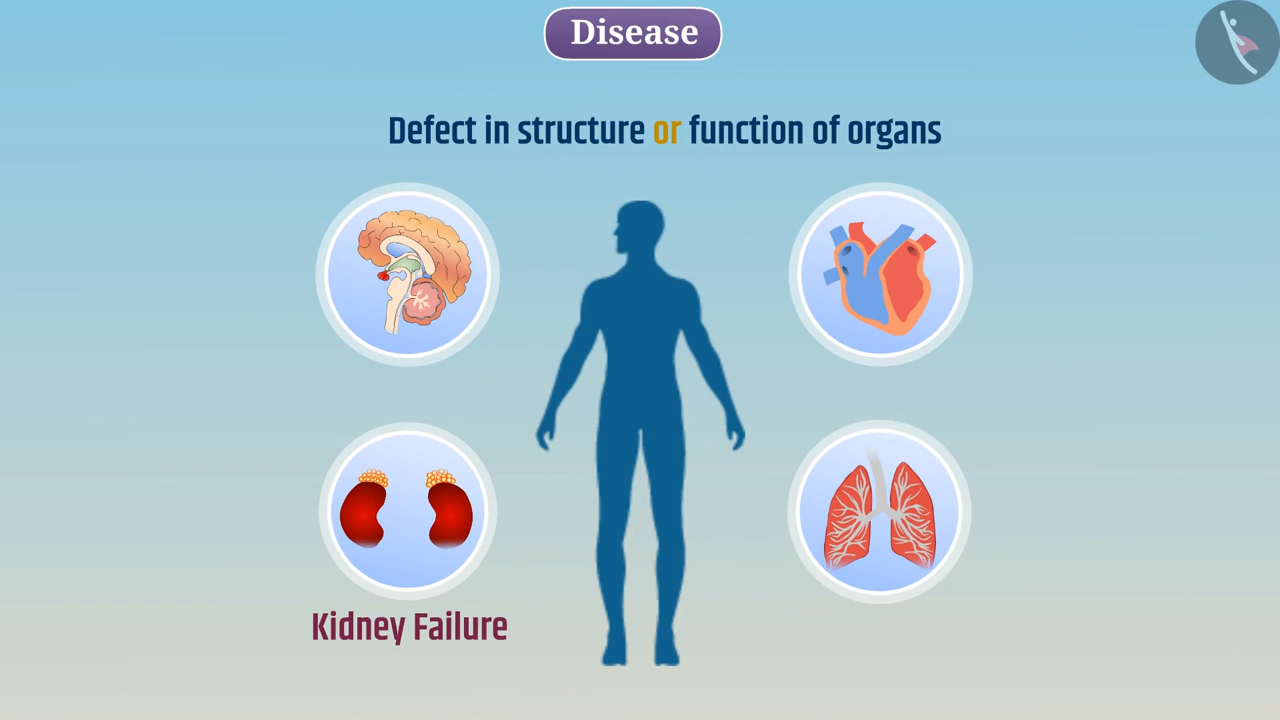 Disease
Defect in structure or function of organs
Kidney Failure